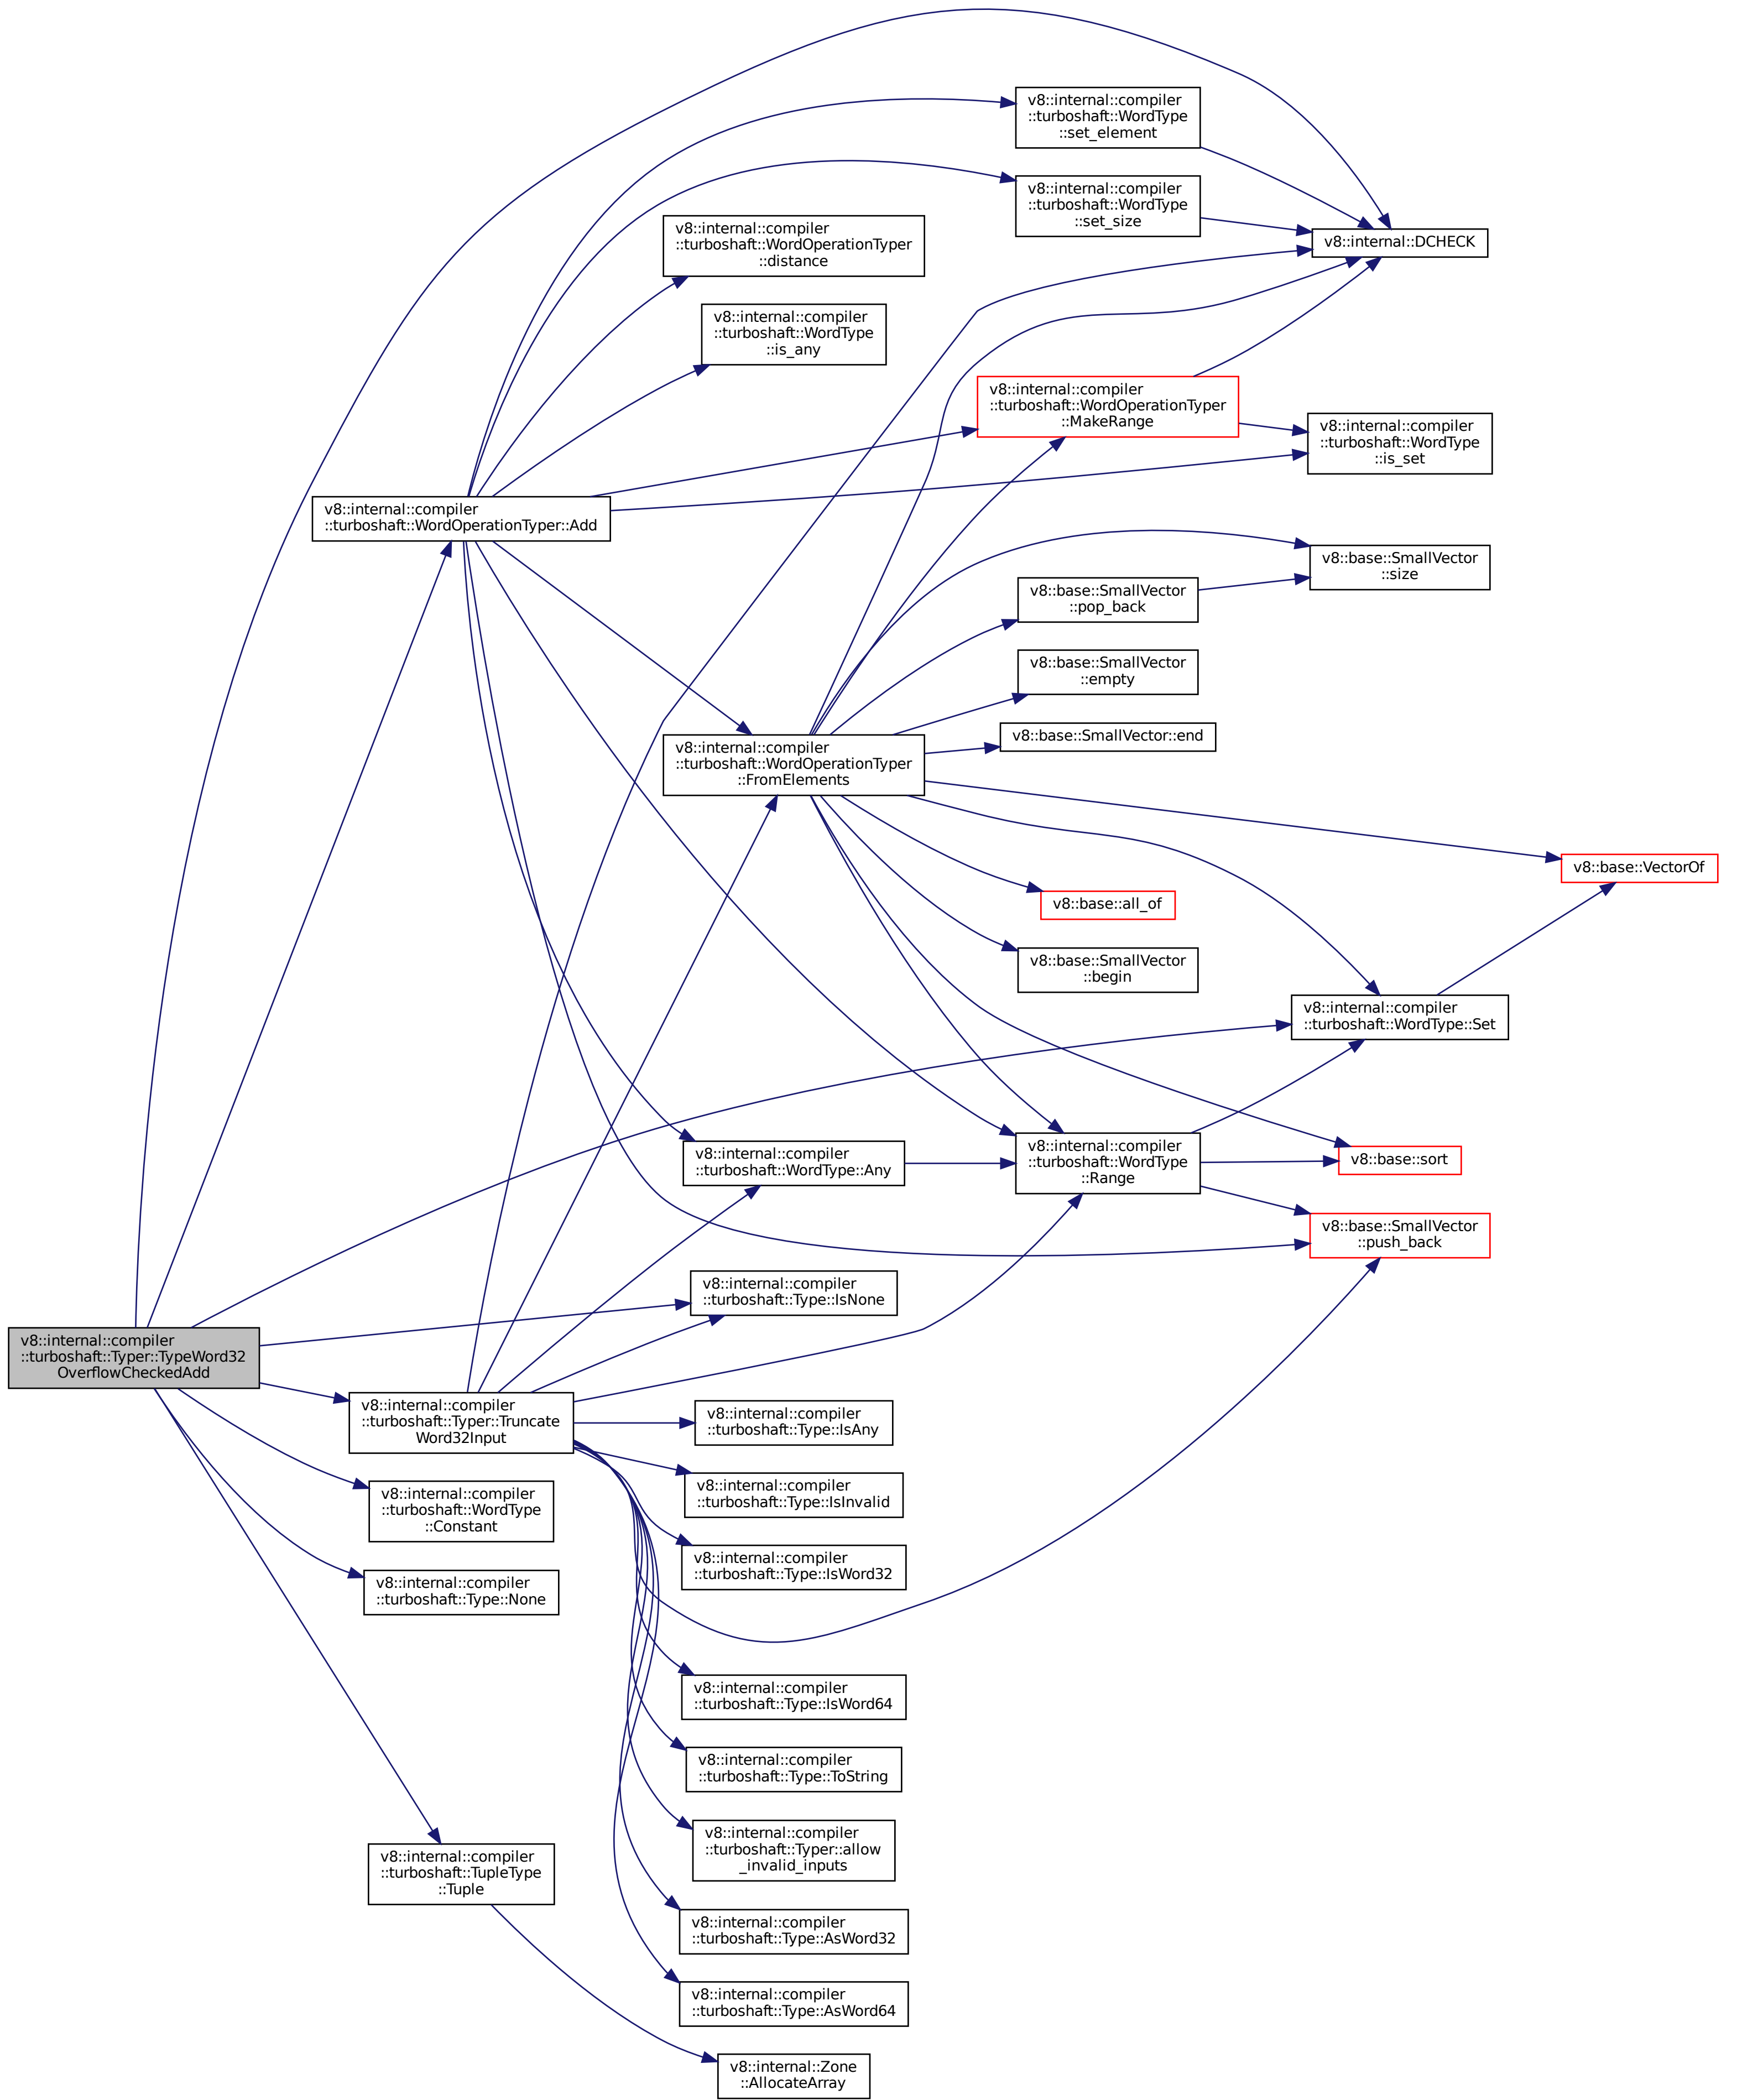 v8::internal::compiler
::turboshaft::WordType
::set_element
v8::internal::compiler
::turboshaft::WordType
::set_size
v8::internal::compiler
::turboshaft::WordOperationTyper
::distance
v8::internal::DCHECK
v8::internal::compiler
::turboshaft::WordType
::is_any
v8::internal::compiler
::turboshaft::WordOperationTyper
::MakeRange
v8::internal::compiler
::turboshaft::WordType
::is_set
v8::internal::compiler
::turboshaft::WordOperationTyper::Add
v8::base::SmallVector
::size
v8::base::SmallVector
::pop_back
v8::base::SmallVector
::empty
v8::base::SmallVector::end
v8::internal::compiler
::turboshaft::WordOperationTyper
::FromElements
v8::base::VectorOf
v8::base::all_of
v8::base::SmallVector
::begin
v8::internal::compiler
::turboshaft::WordType::Set
v8::internal::compiler
::turboshaft::WordType::Any
v8::internal::compiler
::turboshaft::WordType
::Range
v8::base::sort
v8::base::SmallVector
::push_back
v8::internal::compiler
::turboshaft::Type::IsNone
v8::internal::compiler
::turboshaft::Typer::TypeWord32
OverflowCheckedAdd
v8::internal::compiler
::turboshaft::Typer::Truncate
Word32Input
v8::internal::compiler
::turboshaft::Type::IsAny
v8::internal::compiler
::turboshaft::Type::IsInvalid
v8::internal::compiler
::turboshaft::WordType
::Constant
v8::internal::compiler
::turboshaft::Type::IsWord32
v8::internal::compiler
::turboshaft::Type::None
v8::internal::compiler
::turboshaft::Type::IsWord64
v8::internal::compiler
::turboshaft::Type::ToString
v8::internal::compiler
::turboshaft::Typer::allow
_invalid_inputs
v8::internal::compiler
::turboshaft::TupleType
::Tuple
v8::internal::compiler
::turboshaft::Type::AsWord32
v8::internal::compiler
::turboshaft::Type::AsWord64
v8::internal::Zone
::AllocateArray